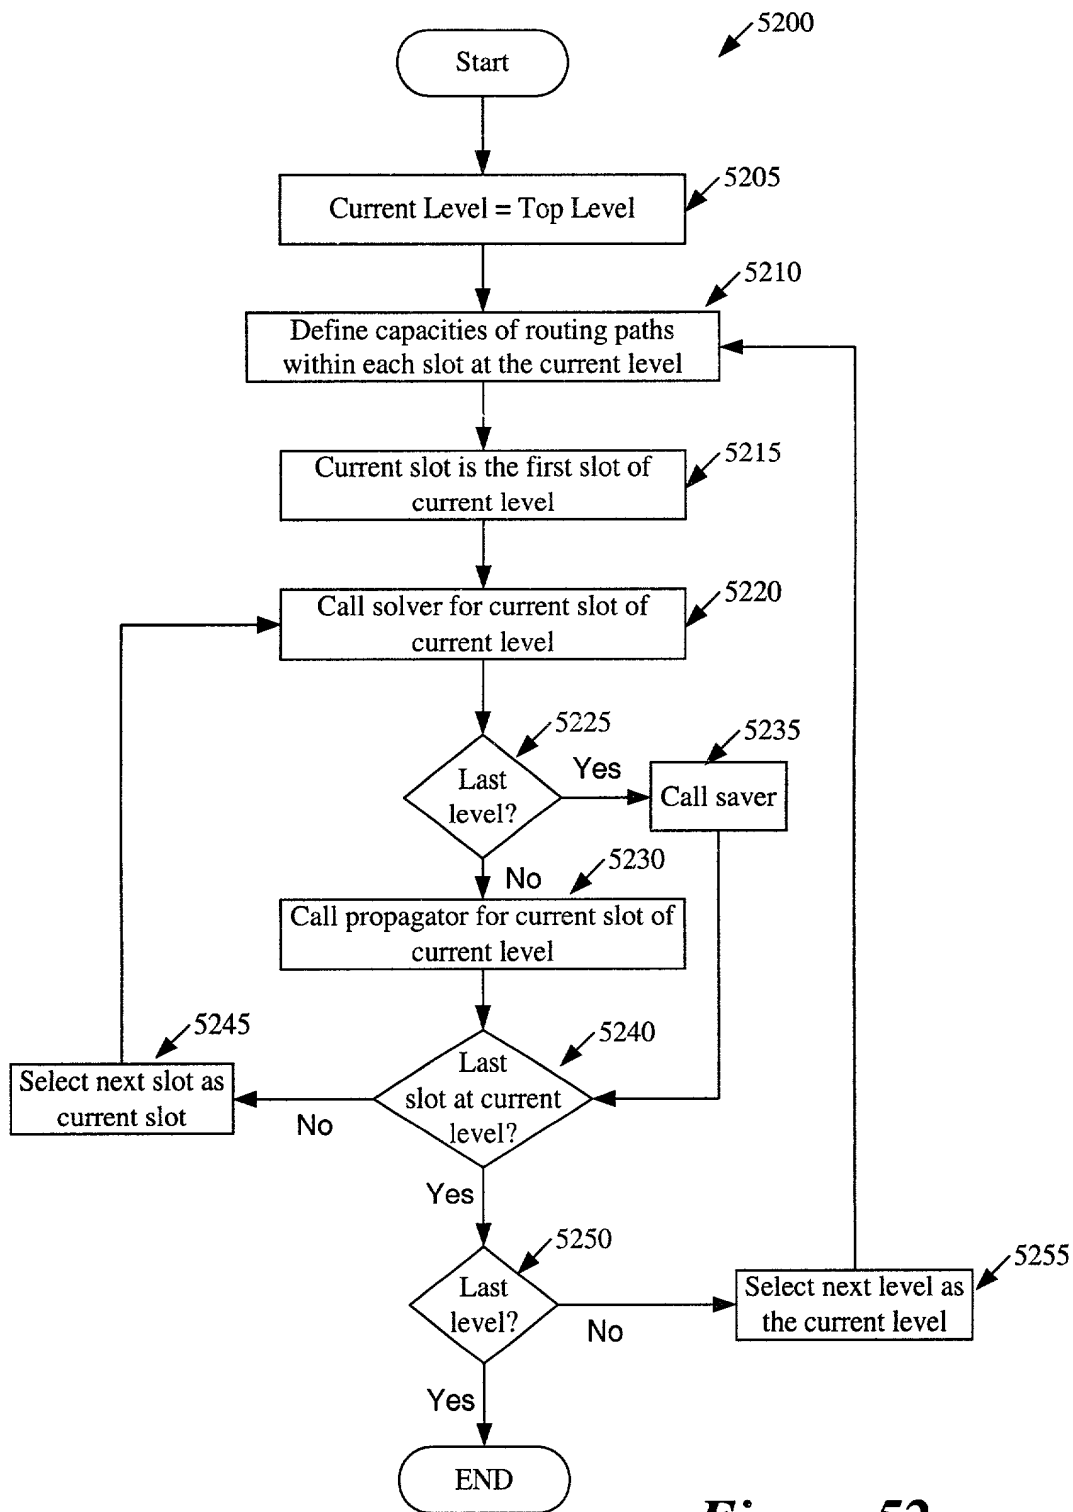 5200
Start
5205
Current Level = Top Level
5210
Define capacities of routing paths
within each slot at the current level
5215
Current slot is the first slot of
current level
5220
Call solver for current slot of
current level
5225
5235
Last
level?
Yes
Call saver
5230
No
Call propagator for current slot of
current level
5245
5240
Select next slot as
current slot
Last
slot at current
level?
No
Yes
5250
5255
Last
level?
No
Select next level as
the current level
Yes
END